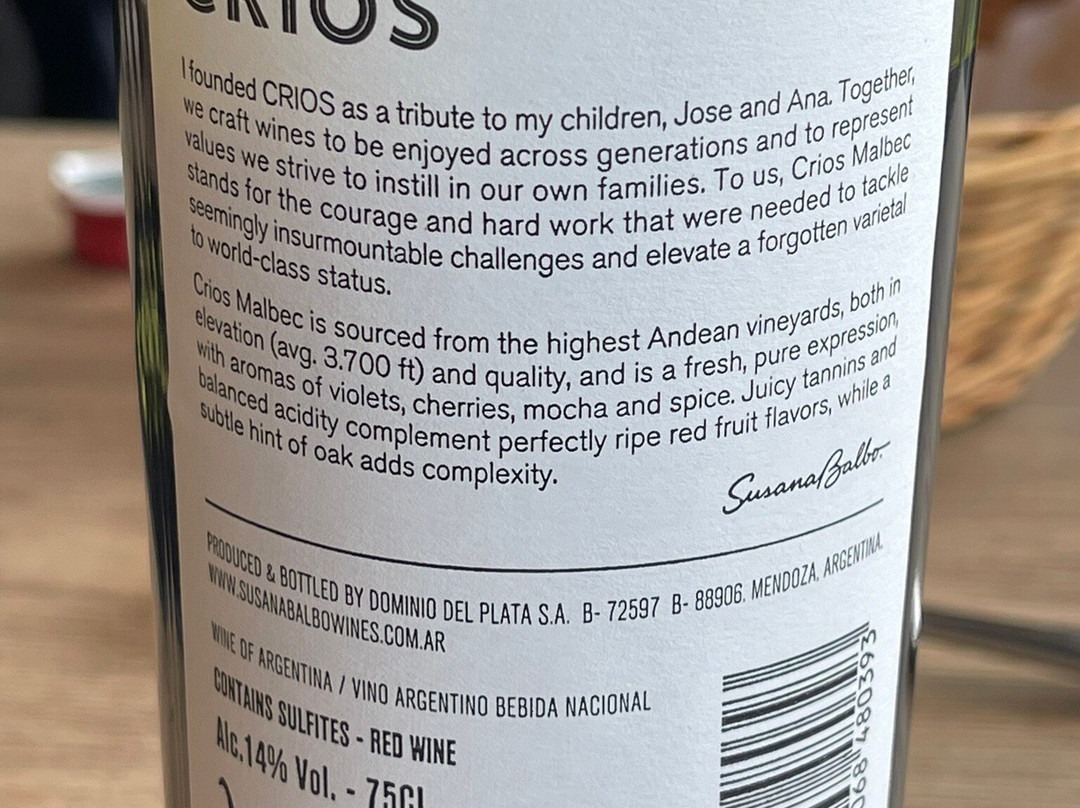 CRIOS
I founded CRIOS as a tribute to my children, Jose and Ana. Together,
we craft wines to be enjoyed across generations and to represent
values we strive to instill in our own families. To us, Crios Malbec
stands for the courage and hard work that were needed to tackle
seemingly insurmountable challenges and elevate a forgotten varietal
to world-class status.
Crios Malbec is sourced from the highest Andean vineyards, both in
elevation (avg. 3.700 ft) and quality, and is a fresh, pure expression,
with aromas of violets, cherries, mocha and spice. Juicy tannins and
balanced acidity complement perfectly ripe red fruit flavors, while a
subtle hint of oak adds complexity.
Susana Balbo
PRODUCED & BOTTLED BY DOMINIO DEL PLATA S.A. B- 72597 B- 88906. MENDOZA, ARGENTINA.
WWW.SUSANABALBOWINES.COM.AR
WINE OF ARGENTINA / VINO ARGENTINO BEBIDA NACIONAL
CONTAINS SULFITES - RED WINE
Alc.14% Vol. - 75CL
068 480393